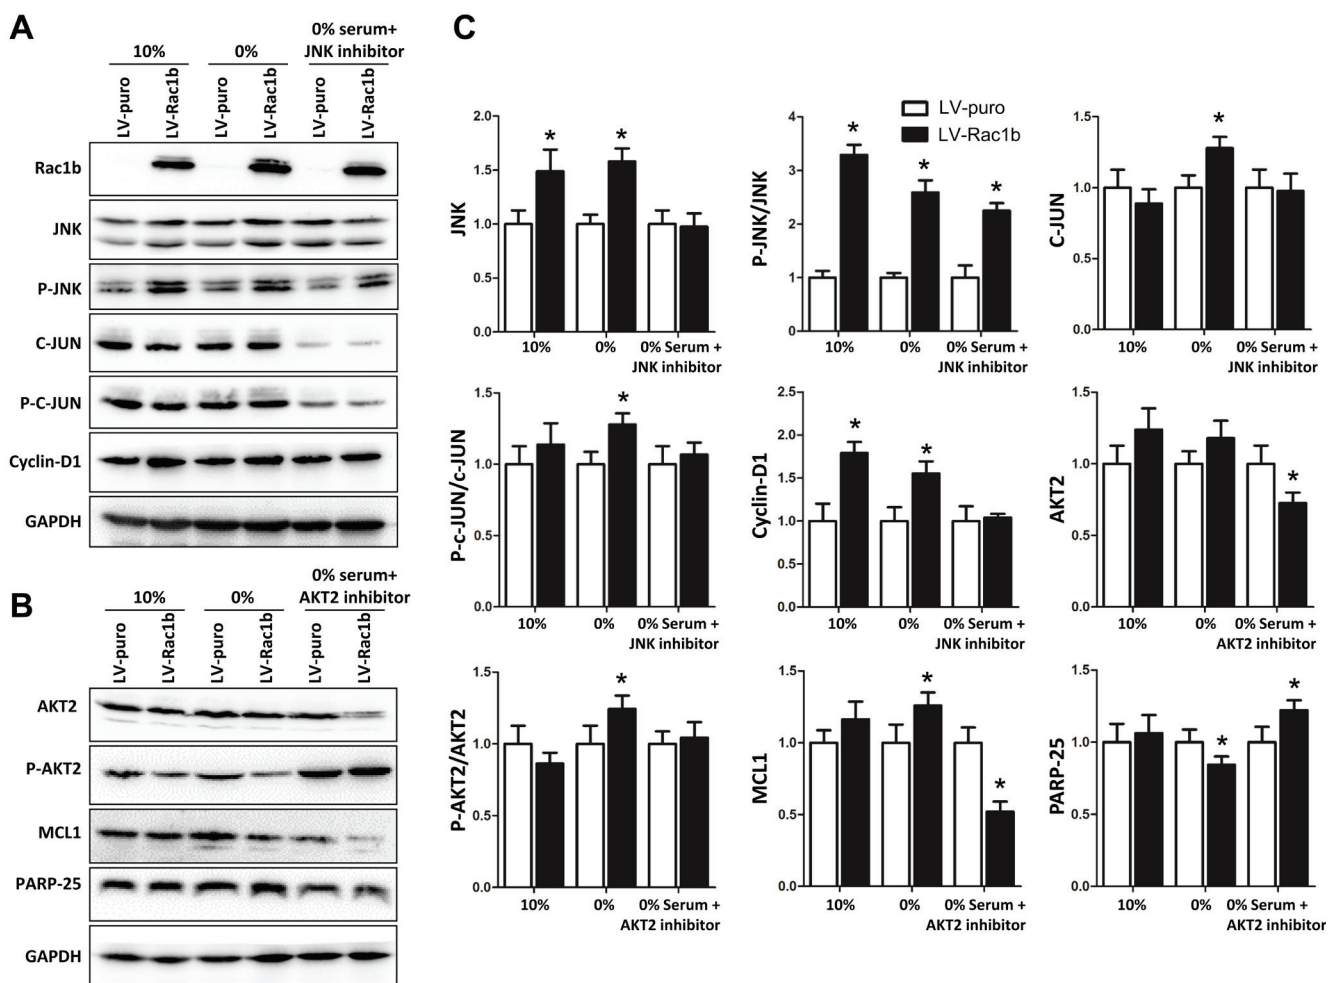 A
0% serum+
10% 0% JNK inhibitor
LV-puro LV-Rac1b LV-puro LV-Rac1b LV-puro LV-Rac1b
Rac1b
JNK
P-JNK
C-JUN
P-C-JUN
Cyclin-D1
GAPDH
B
0% serum+
10% 0% AKT2 inhibitor
LV-puro LV-Rac1b LV-puro LV-Rac1b LV-puro LV-Rac1b
AKT2
P-AKT2
MCL1
PARP-25
GAPDH
C
LV-puro
LV-Rac1b
JNK
2.0
1.5
1.0
0.5
0.0
* *
10% 0% 0% Serum +
JNK inhibitor
P-JNK/JNK
4
3
2
1
0
* * *
10% 0% 0% Serum +
JNK inhibitor
C-JUN
1.5
1.0
0.5
0.0
*
10% 0% 0% Serum +
JNK inhibitor
P-c-JUN/c-JUN
1.5
1.0
0.5
0.0
*
10% 0% 0% Serum +
JNK inhibitor
Cyclin-D1
2.5
2.0
1.5
1.0
0.5
0.0
* *
10% 0% 0% Serum +
JNK inhibitor
AKT2
1.5
1.0
0.5
0.0
*
10% 0% 0% Serum +
AKT2 inhibitor
P-AKT2/AKT2
1.5
1.0
0.5
0.0
*
10% 0% 0% Serum +
AKT2 inhibitor
MCL1
1.5
1.0
0.5
0.0
* *
10% 0% 0% Serum +
AKT2 inhibitor
PARP-25
1.5
1.0
0.5
0.0
* *
10% 0% 0% Serum +
AKT2 inhibitor